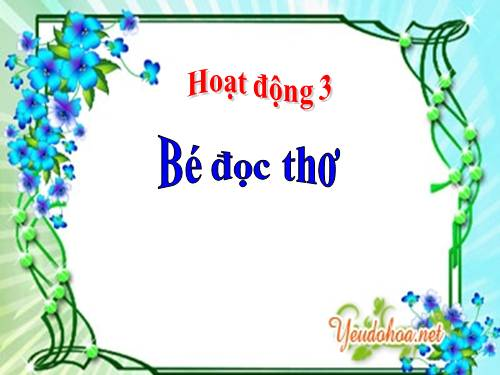 Hoạt động 3
Bé đọc thơ
Yeudohoa.net